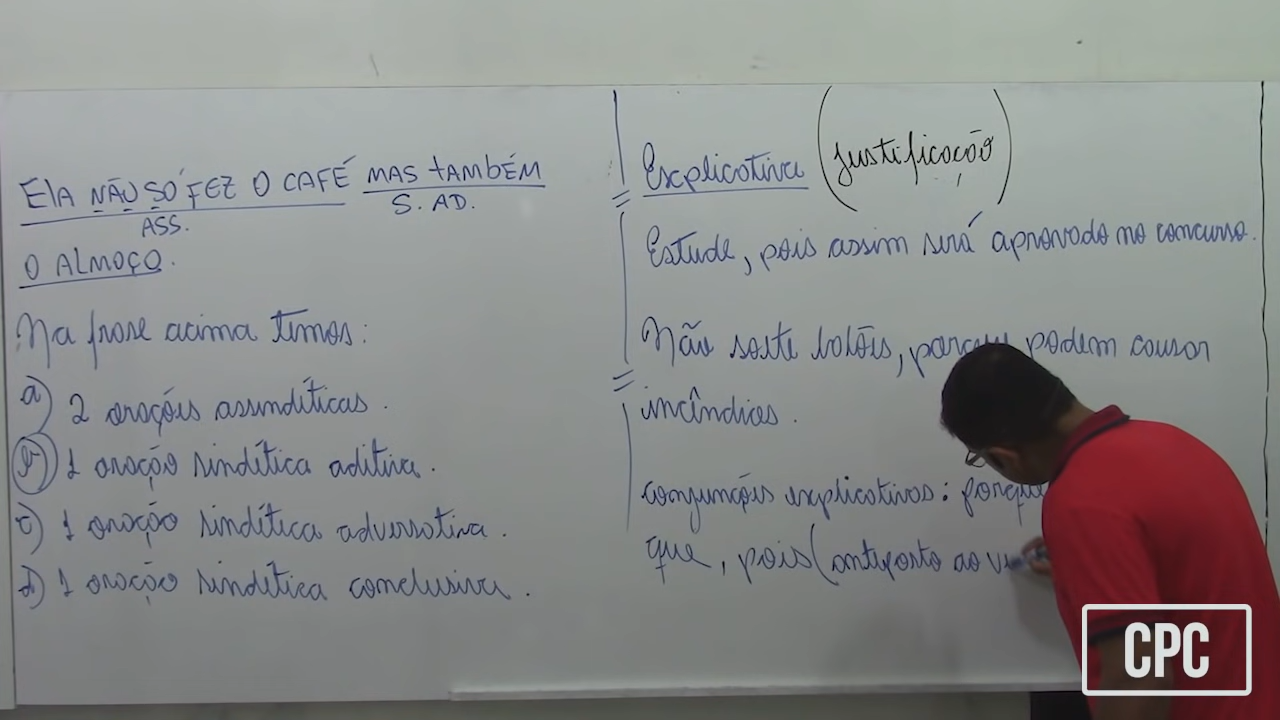 ElA NÃO SÓ FEZ O CAFÉ MAS TAMBÉM
ASS.
S. AD.
O ALMOÇO.
Na frase acima temos:
a) 2 orações assindéticas.
b) 1 oração sindética aditiva.
c) 1 oração sindética adversativa.
d) 1 oração sindética conclusiva.
Explicativa (justificação)
Estude, pois assim será aprovado no concurso.
Não solte balões, porque podem causar
incêndios.
conjunções explicativas: porque
que, pois (anteposto ao
CPC